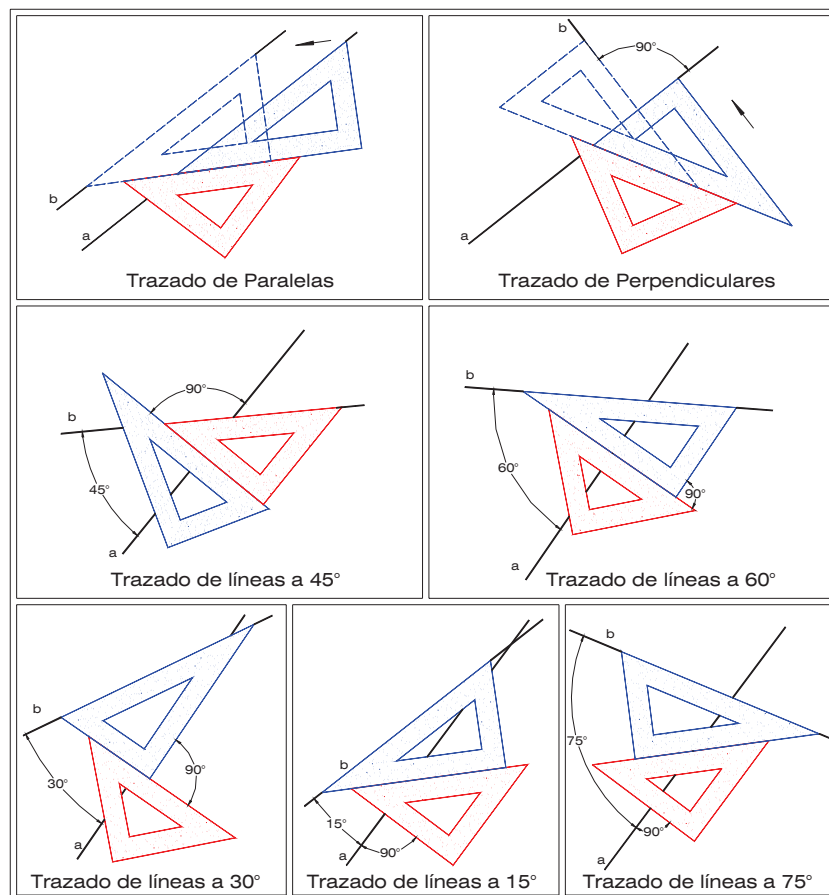 b
a
Trazado de Paralelas
b
90°
a
Trazado de Perpendiculares
90°
b
45°
a
Trazado de líneas a 45°
b
60°
90°
a
Trazado de líneas a 60°
b
30°
90°
a
Trazado de líneas a 30°
b
15°
90°
a
Trazado de líneas a 15°
b
75°
90°
a
Trazado de líneas a 75°